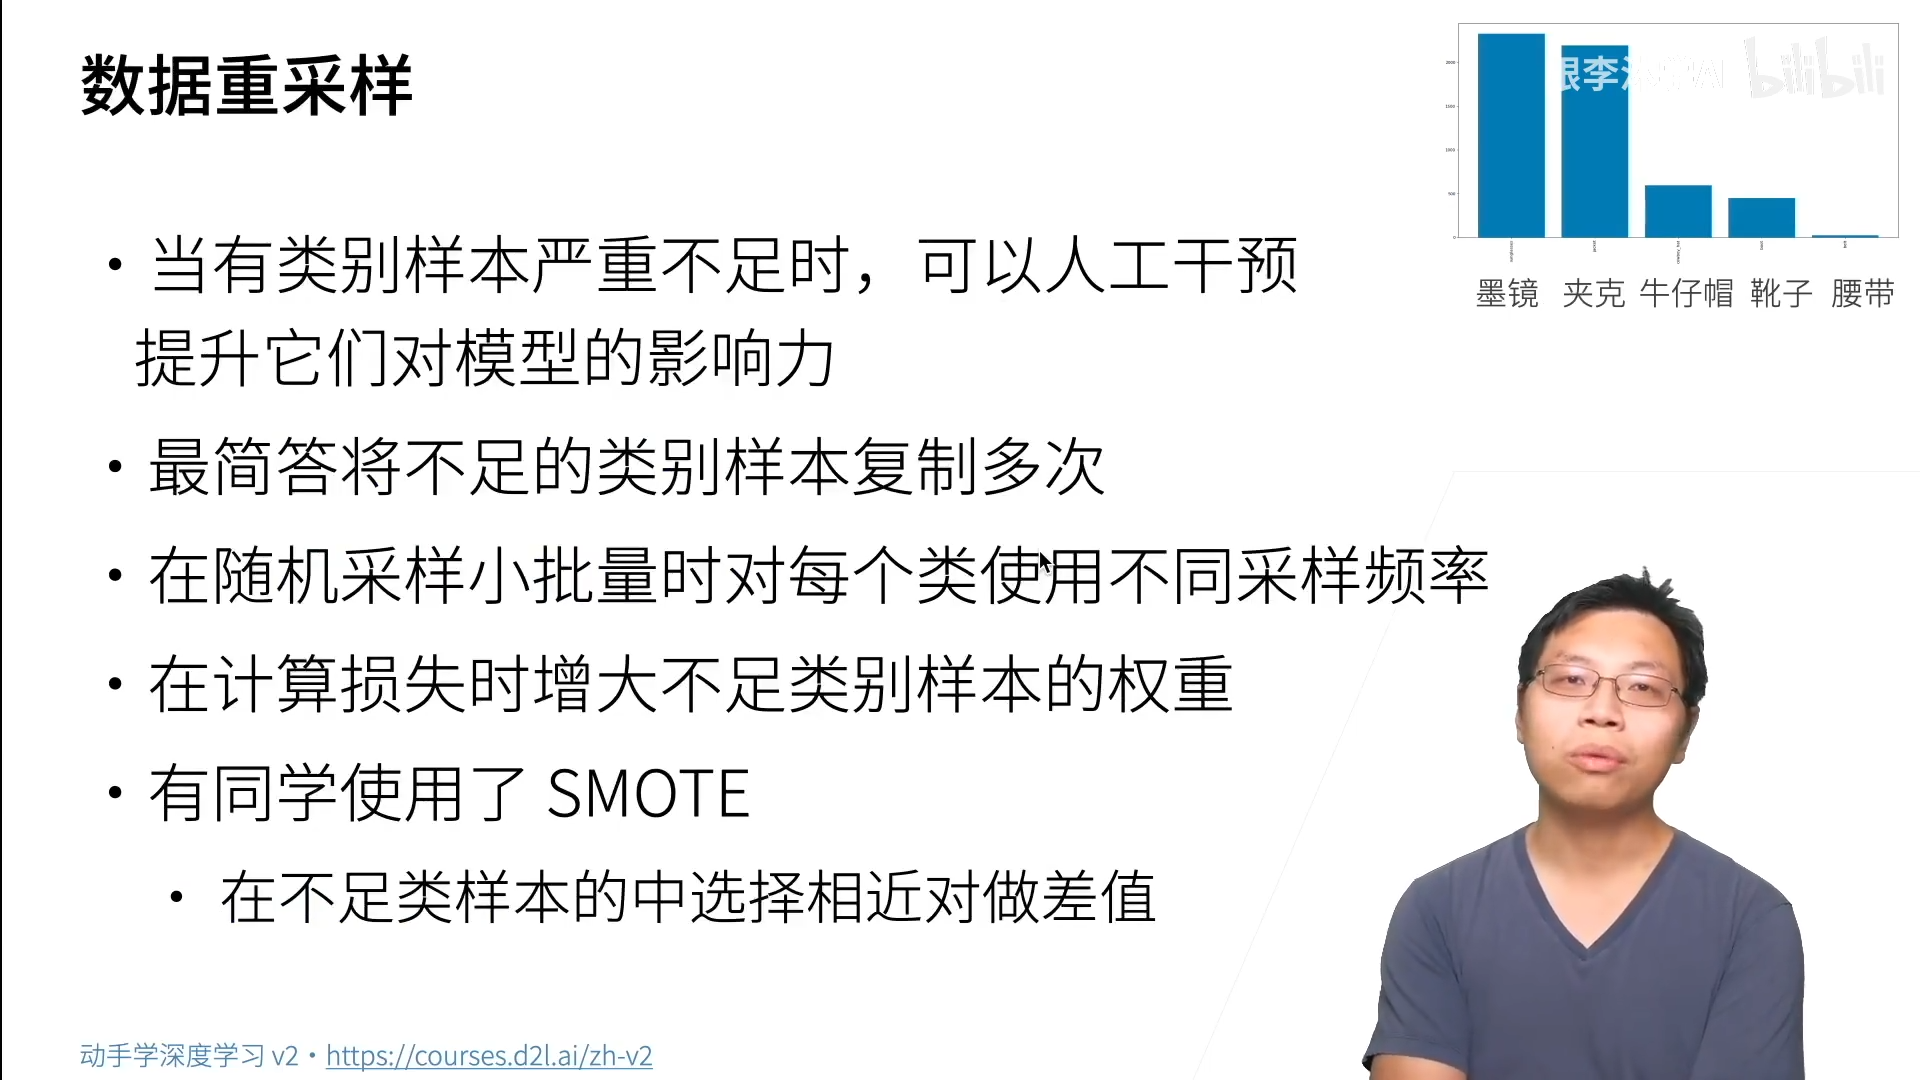 数据重采样
• 当有类别样本严重不足时，可以人工干预
提升它们对模型的影响力
• 最简答将不足的类别样本复制多次
• 在随机采样小批量时对每个类使用不同采样频率
• 在计算损失时增大不足类别样本的权重
• 有同学使用了 SMOTE
• 在不足类样本的中选择相近对做差值
2000
1500
1000
500
0
墨镜 夹克 牛仔帽 靴子 腰带
bilibili
动手学深度学习 v2 • https://courses.d2l.ai/zh-v2